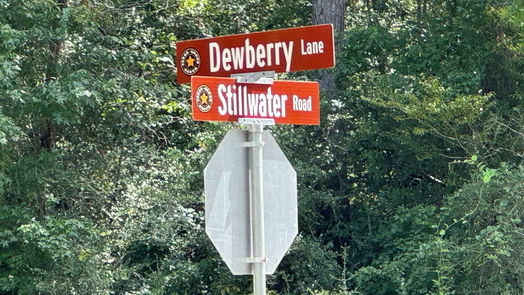 Dewberry Lane
Stillwater Road